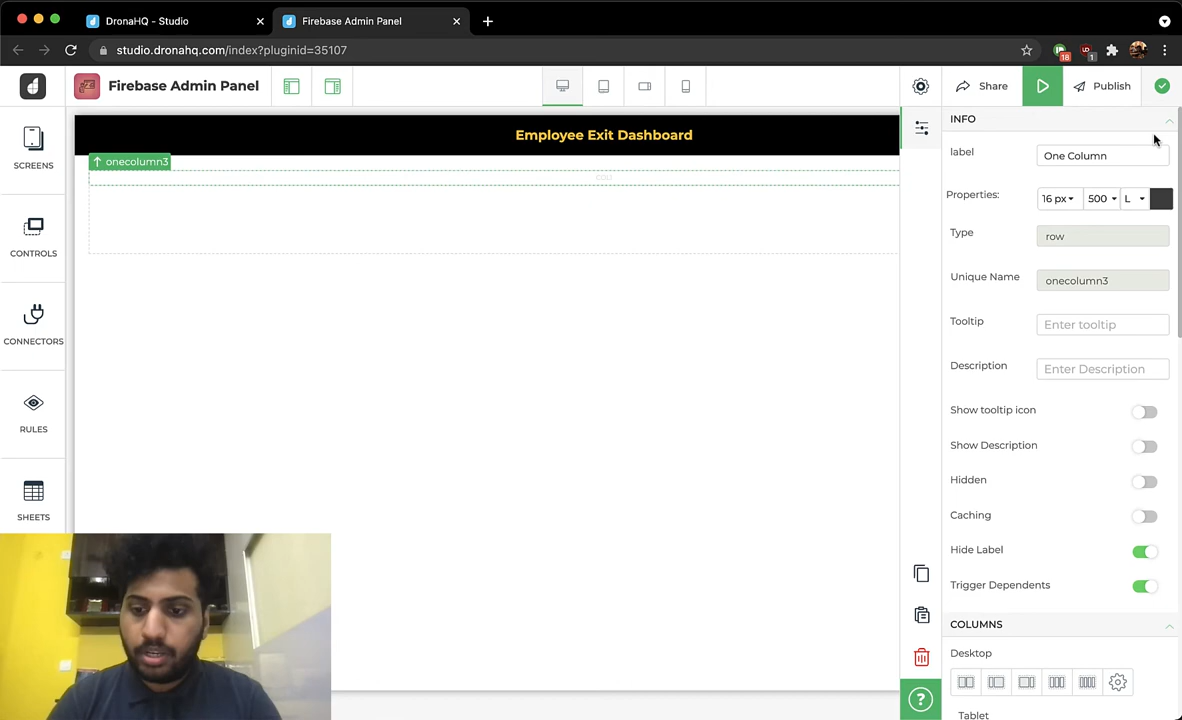 DronaHQ - Studio
Firebase Admin Panel
studio.dronahq.com/index?pluginid=35107
18
1
Firebase Admin Panel
Share
Publish
SCREENS
CONTROLS
CONNECTORS
RULES
SHEETS
Employee Exit Dashboard
onecolumn3
COL1
INFO
label
One Column
Properties:
16 px
500
L
Type
row
Unique Name
onecolumn3
Tooltip
Enter tooltip
Description
Enter Description
Show tooltip icon
Show Description
Hidden
Caching
Hide Label
Trigger Dependents
COLUMNS
Desktop
Tablet